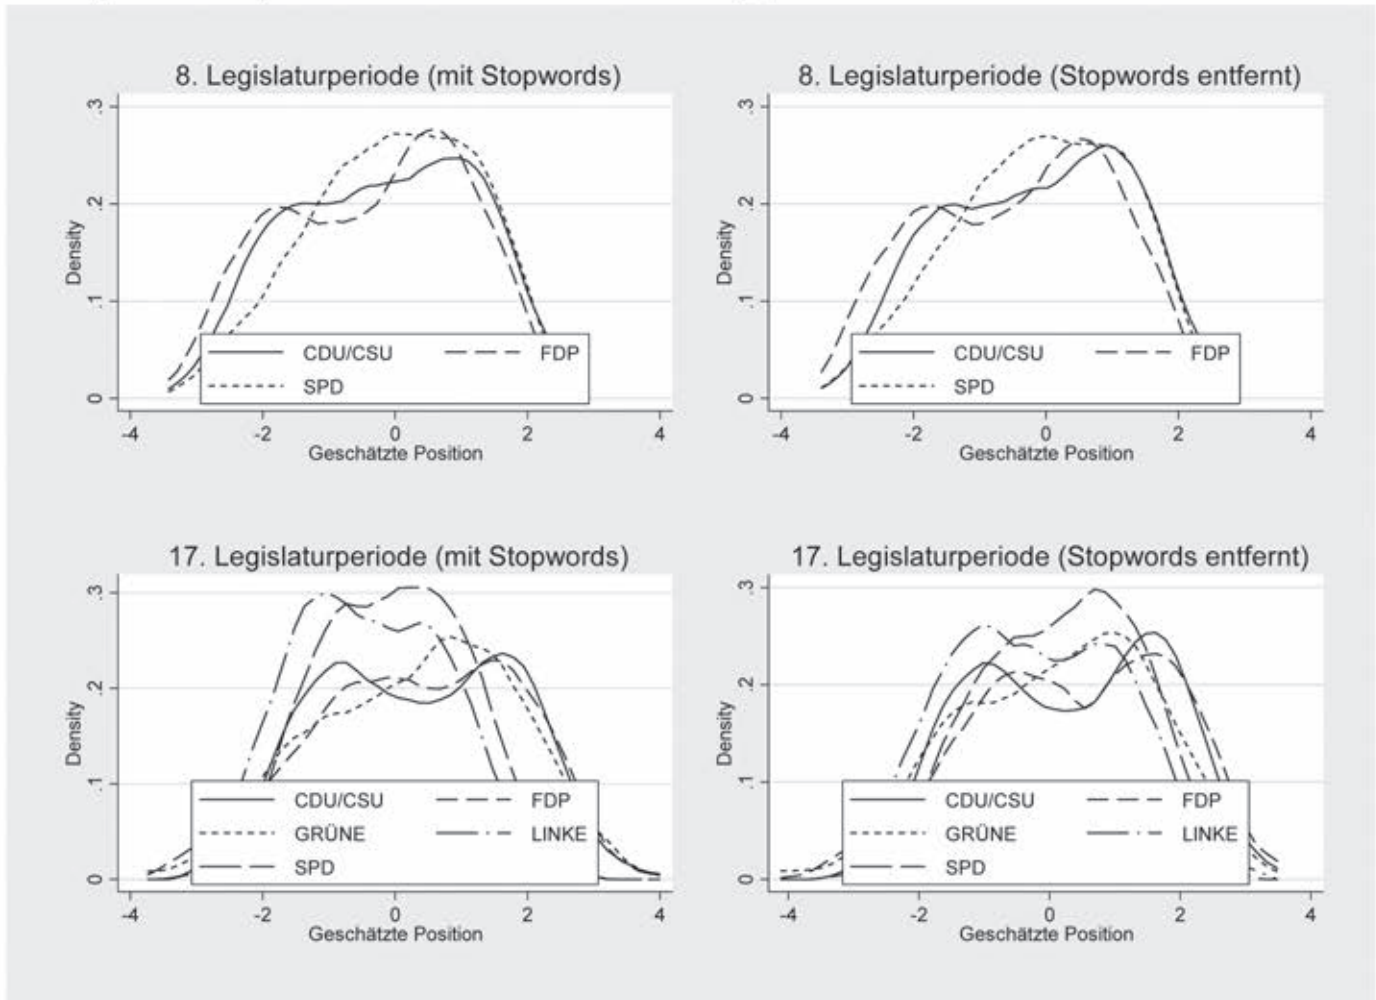 8. Legislaturperiode (mit Stopwords)
Density
.3
.2
.1
0
CDU/CSU FDP
SPD
-4 -2 0 2 4
Geschätzte Position
8. Legislaturperiode (Stopwords entfernt)
Density
.3
.2
.1
0
CDU/CSU FDP
SPD
-4 -2 0 2 4
Geschätzte Position
17. Legislaturperiode (mit Stopwords)
Density
.3
.2
.1
0
CDU/CSU FDP
GRÜNE LINKE
SPD
-4 -2 0 2 4
Geschätzte Position
17. Legislaturperiode (Stopwords entfernt)
Density
.3
.2
.1
0
CDU/CSU FDP
GRÜNE LINKE
SPD
-4 -2 0 2 4
Geschätzte Position